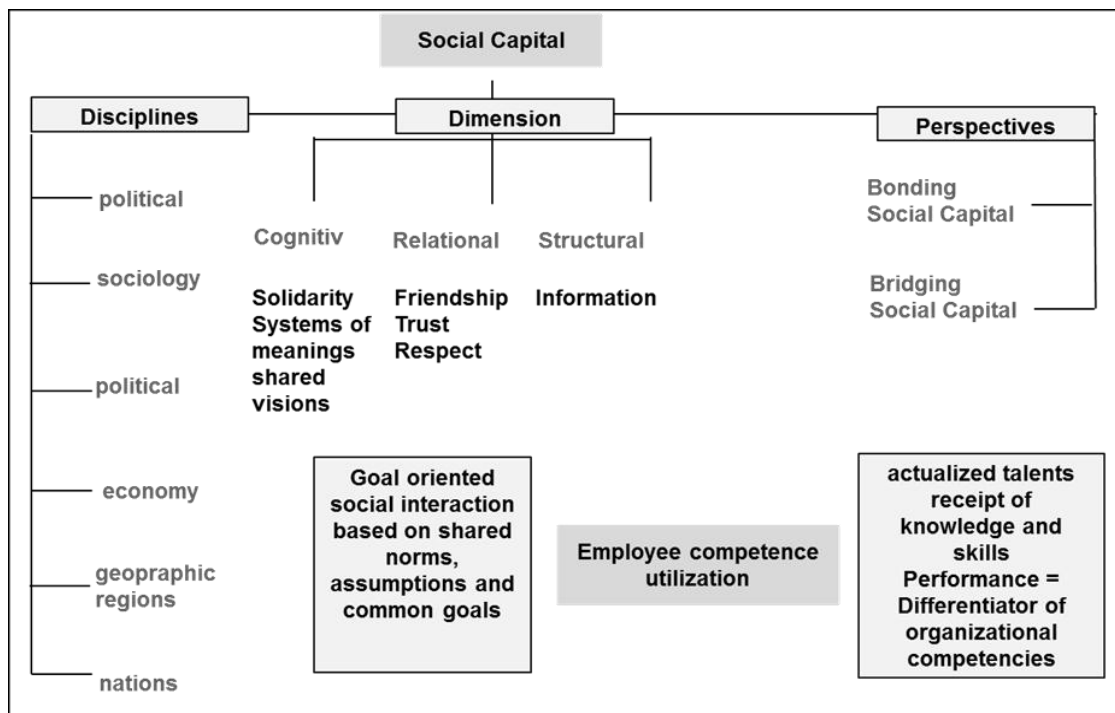 Social Capital
Disciplines
Dimension
Perspectives
political
sociology
political
economy
geopraphic
regions
nations
Cognitiv
Solidarity
Systems of
meanings
shared
visions
Relational
Friendship
Trust
Respect
Structural
Information
Bonding
Social Capital
Bridging
Social Capital
Goal oriented
social interaction
based on shared
norms,
assumptions and
common goals
Employee competence
utilization
actualized talents
receipt of
knowledge and
skills
Performance =
Differentiator of
organizational
competencies